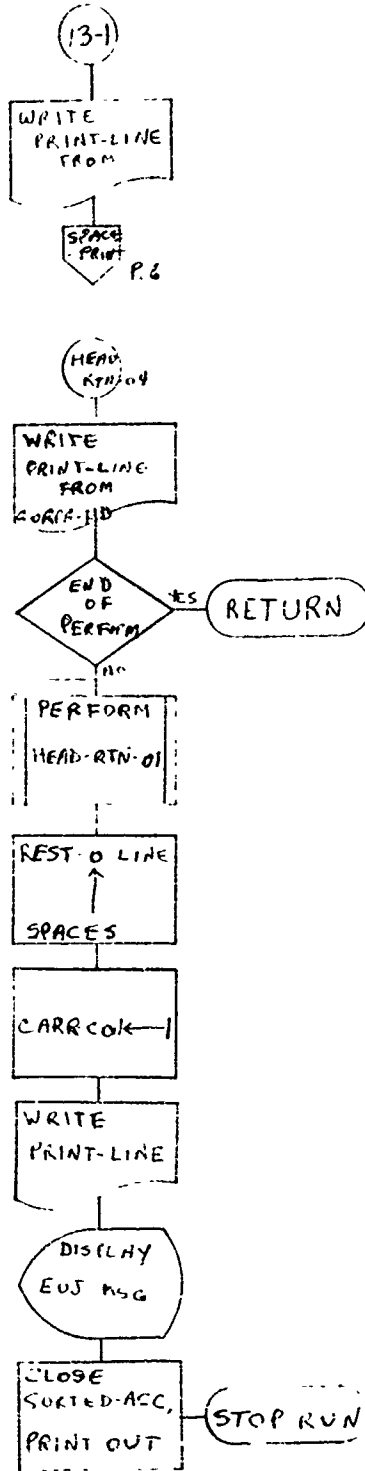 13-1
WRITE
PRINT-LINE
FROM
SPACE
PRINT
P.6
HEAD
RTN-04
WRITE
PRINT-LINE
FROM
END
OF
PERFORM
YES
RETURN
NO
PERFORM
HEAD-RTN-01
REST-O LINE
SPACES
WRITE
PRINT-LINE
DISPLAY
EOJ MSG
CLOSE
SORTED-ACC,
PRINT OUT
STOP RUN